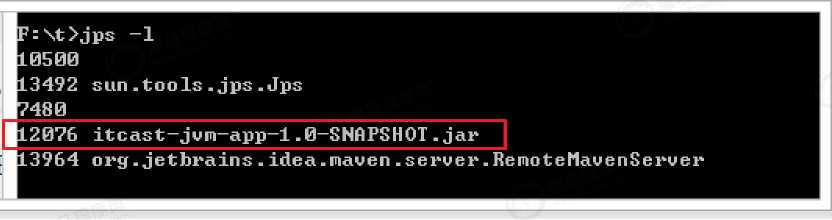 F:\t>jps -l
10500
13492 sun.tools.jps.Jps
7480
12076 itcast-jvm-app-1.0-SNAPSHOT.jar
13964 org.jetbrains.idea.maven.server.RemoteMavenServer